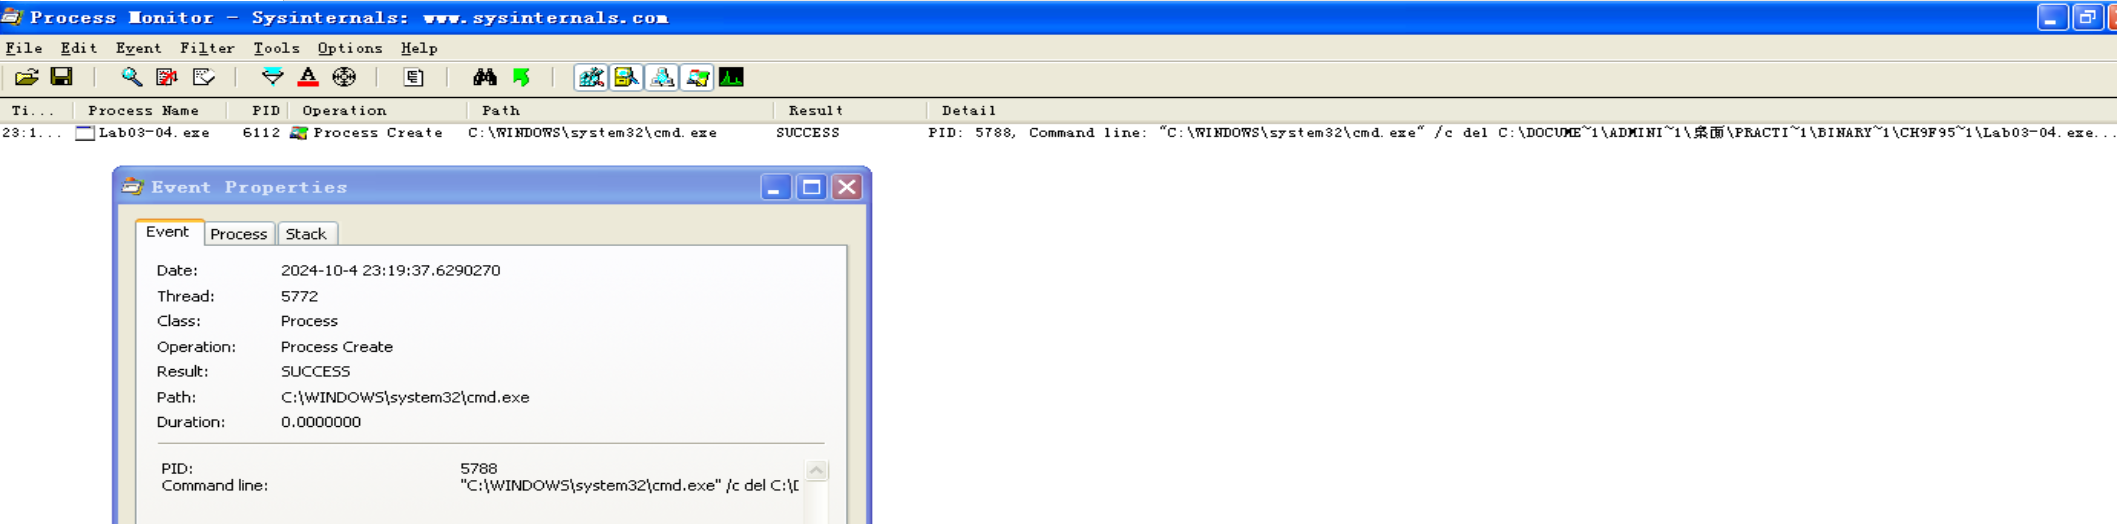 Process Monitor - Sysinternals: www.sysinternals.com
File Edit Event Filter Tools Options Help
Ti... Process Name PID Operation Path Result Detail
23:1... Lab03-04.exe 6112 Process Create C:\WINDOWS\system32\cmd.exe SUCCESS PID: 5788, Command line: "C:\WINDOWS\system32\cmd.exe" /c del C:\DOCUME~1\ADMINI~1\桌面\PRACTI~1\BINARY~1\CH9F95~1\Lab03-04.exe...
Event Properties
Event Process Stack
Date: 2024-10-4 23:19:37.6290270
Thread: 5772
Class: Process
Operation: Process Create
Result: SUCCESS
Path: C:\WINDOWS\system32\cmd.exe
Duration: 0.0000000
PID: 5788
Command line: "C:\WINDOWS\system32\cmd.exe" /c del C:\D